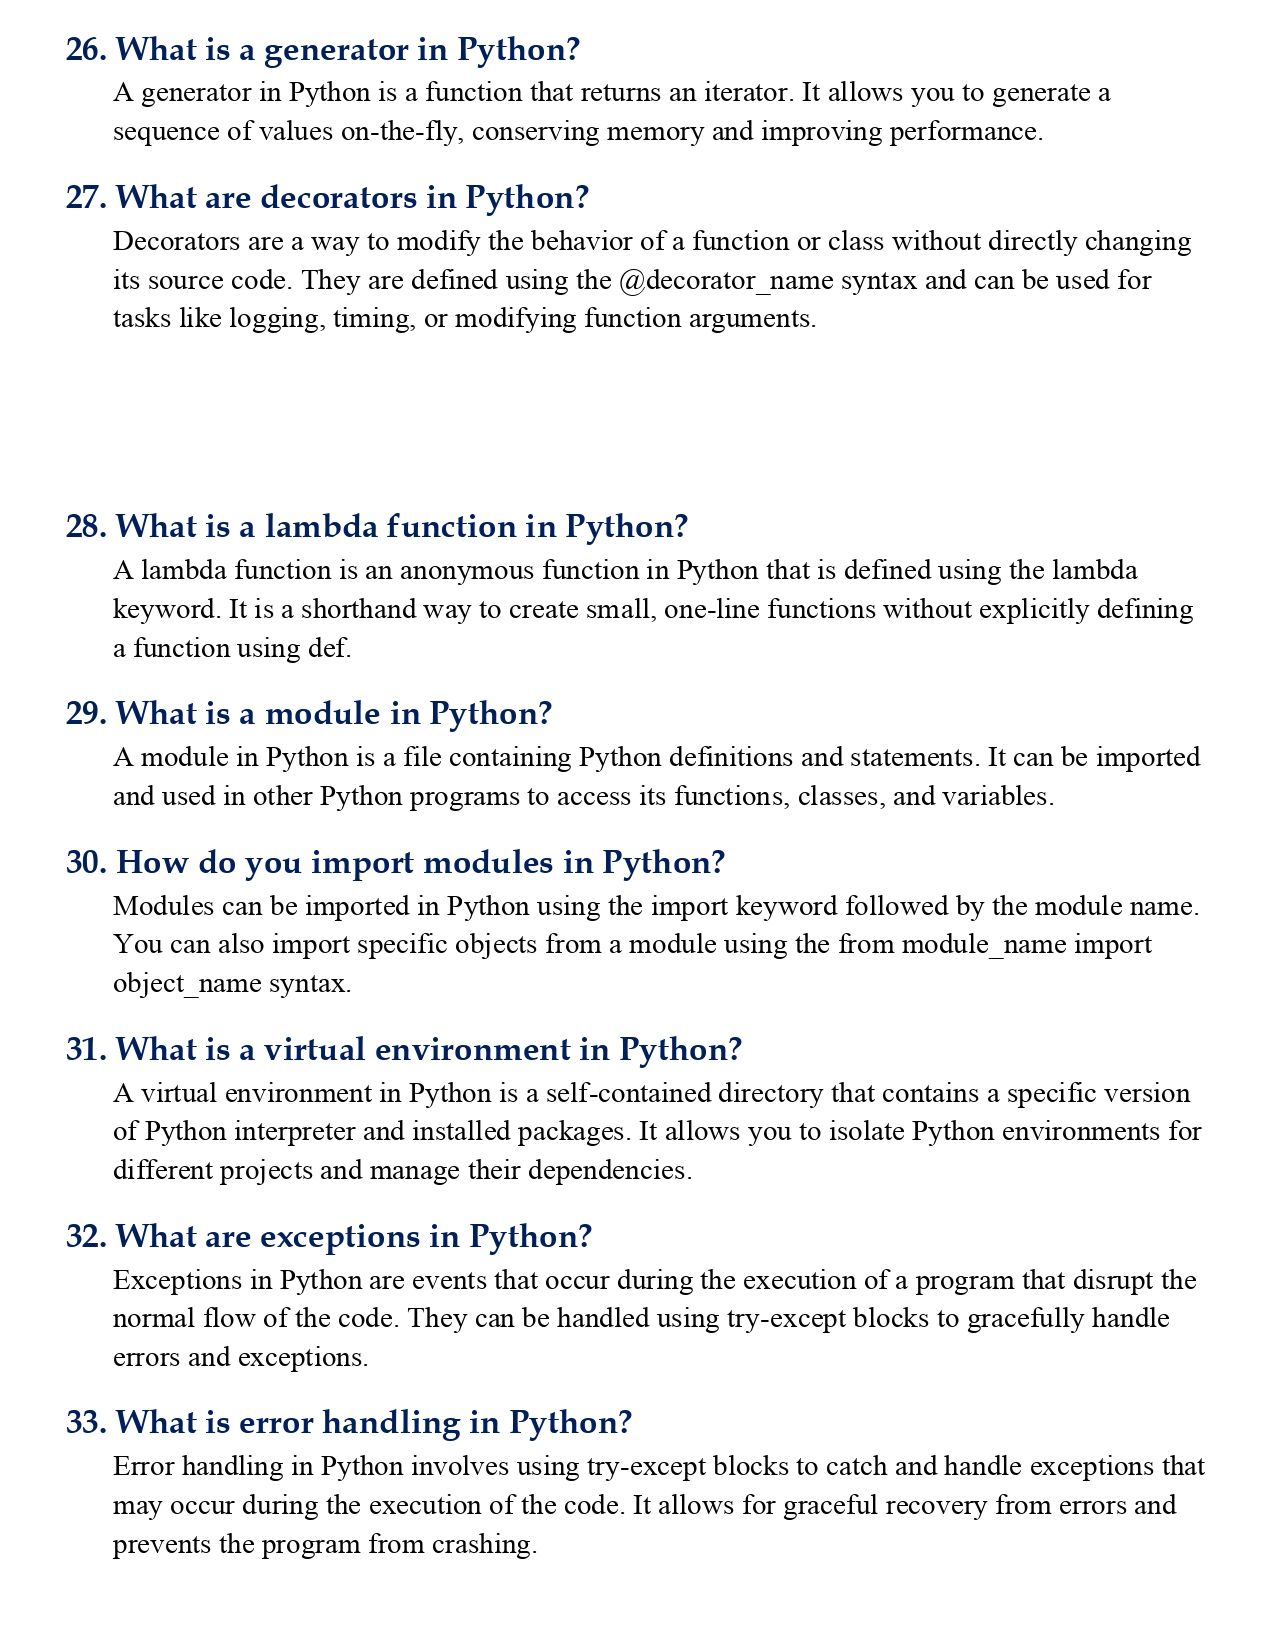 26. What is a generator in Python?
A generator in Python is a function that returns an iterator. It allows you to generate a
sequence of values on-the-fly, conserving memory and improving performance.
27. What are decorators in Python?
Decorators are a way to modify the behavior of a function or class without directly changing
its source code. They are defined using the @decorator_name syntax and can be used for
tasks like logging, timing, or modifying function arguments.
28. What is a lambda function in Python?
A lambda function is an anonymous function in Python that is defined using the lambda
keyword. It is a shorthand way to create small, one-line functions without explicitly defining
a function using def.
29. What is a module in Python?
A module in Python is a file containing Python definitions and statements. It can be imported
and used in other Python programs to access its functions, classes, and variables.
30. How do you import modules in Python?
Modules can be imported in Python using the import keyword followed by the module name.
You can also import specific objects from a module using the from module_name import
object_name syntax.
31. What is a virtual environment in Python?
A virtual environment in Python is a self-contained directory that contains a specific version
of Python interpreter and installed packages. It allows you to isolate Python environments for
different projects and manage their dependencies.
32. What are exceptions in Python?
Exceptions in Python are events that occur during the execution of a program that disrupt the
normal flow of the code. They can be handled using try-except blocks to gracefully handle
errors and exceptions.
33. What is error handling in Python?
Error handling in Python involves using try-except blocks to catch and handle exceptions that
may occur during the execution of the code. It allows for graceful recovery from errors and
prevents the program from crashing.